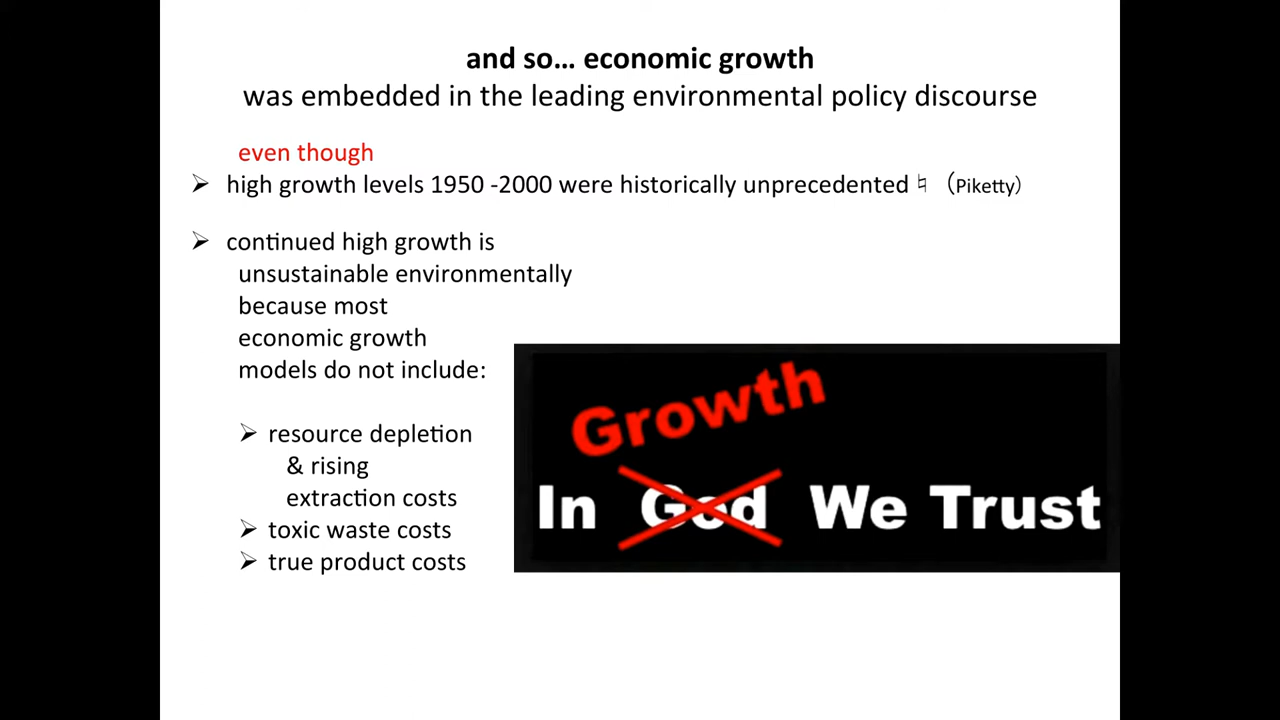 and so... economic growth
was embedded in the leading environmental policy discourse
even though
➢ high growth levels 1950 -2000 were historically unprecedented ♮ (Piketty)
➢ continued high growth is
unsustainable environmentally
because most
economic growth
models do not include:
➢ resource depletion
& rising
extraction costs
➢ toxic waste costs
➢ true product costs
Growth
In God We Trust